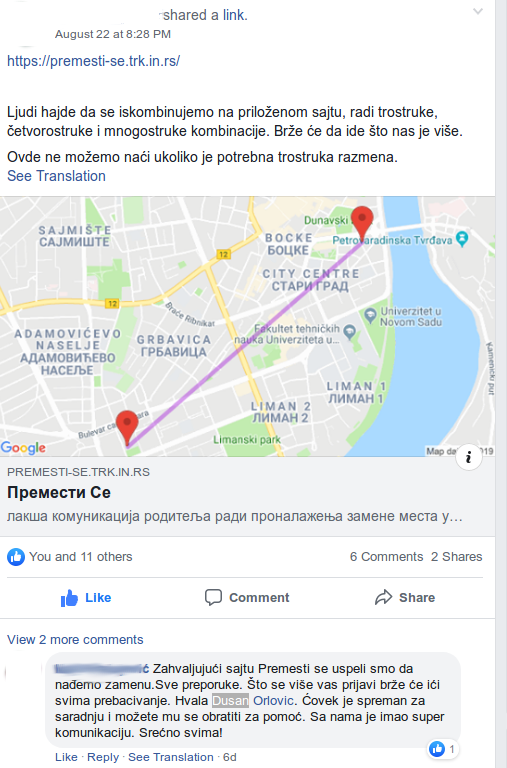 shared a link.
August 22 at 8:28 PM
https://premesti-se.trk.in.rs/
Ljudi hajde da se iskombinujemo na priloženom sajtu, radi trostruke,
četvorostruke i mnogostruke kombinacije. Brže će da ide što nas je više.
Ovde ne možemo naći ukoliko je potrebna trostruka razmena.
See Translation
SAJMIŠTE
САЈМИШТЕ
12
BOCKE
БОЦКЕ
Dunavski
Petrovaradinska Tvrđava
CITY CENTRE
СТАРИ ГРАД
12
Braće Ribnikar
Univerzitet u
Novom Sadu
ADAMOVIĆEVO
NASELJE
АДАМОВИЋЕВО
НАСЕЉЕ
GRBAVICA
ГРБАВИЦА
Fakultet tehničkih
nauka Univerziteta u...
Kamenički put
LIMAN 1
ЛИМАН 1
LIMAN 2
ЛИМАН 2
Bulevar ca
ara
Limanski park
Google
Map da
019
PREMESTI-SE.TRK.IN.RS
Премести Се
лакша комуникација родитеља ради проналажења замене места у…
You and 11 others
6 Comments 2 Shares
Like
Comment
Share
View 2 more comments
Zahvaljujući sajtu Premesti se uspeli smo da
nađemo zamenu.Sve preporuke. Što se više vas prijavi brže će ići
svima prebacivanje. Hvala Dusan Orlovic. Čovek je spreman za
saradnju i možete mu se obratiti za pomoć. Sa nama je imao super
komunikaciju. Srećno svima!
1
Like · Reply · See Translation · 6d